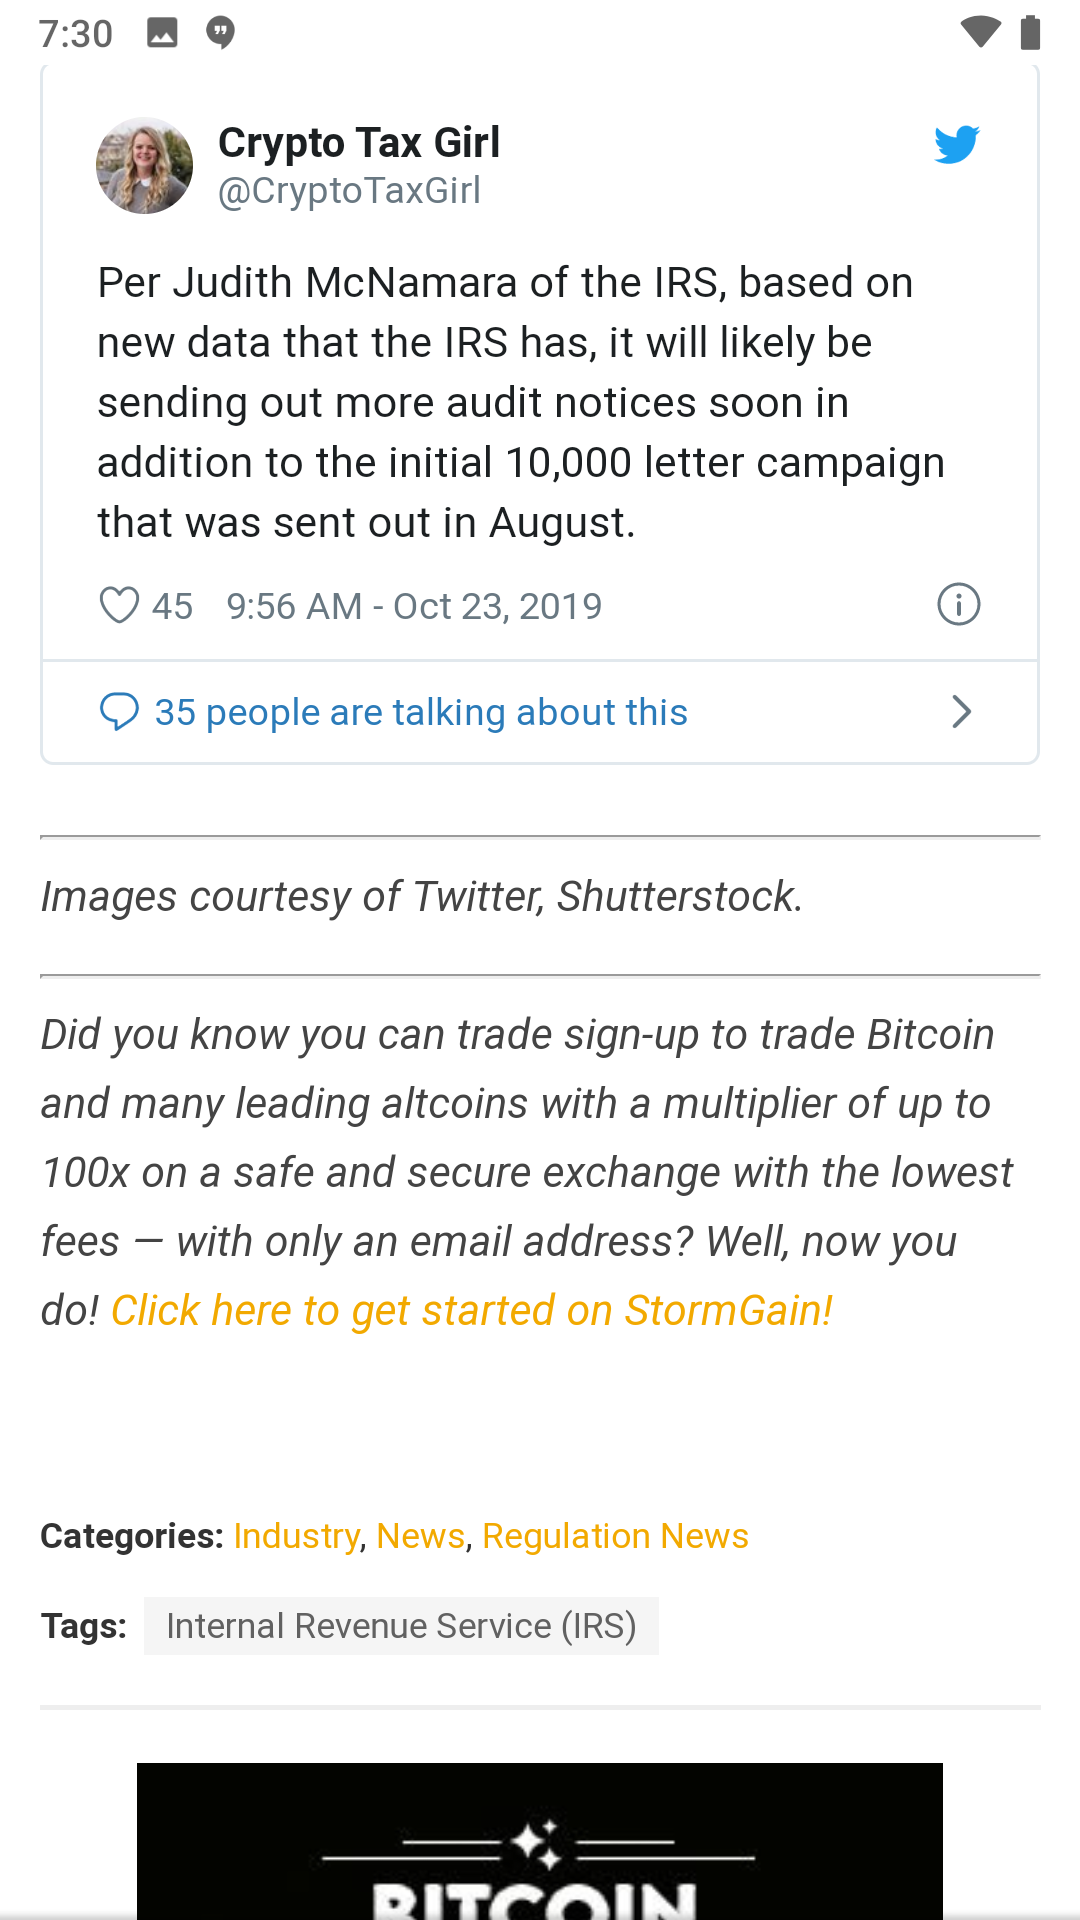 7:30
Crypto Tax Girl
@CryptoTaxGirl
Per Judith McNamara of the IRS, based on
new data that the IRS has, it will likely be
sending out more audit notices soon in
addition to the initial 10,000 letter campaign
that was sent out in August.
45 9:56 AM - Oct 23, 2019
35 people are talking about this
Images courtesy of Twitter, Shutterstock.
Did you know you can trade sign-up to trade Bitcoin
and many leading altcoins with a multiplier of up to
100x on a safe and secure exchange with the lowest
fees — with only an email address? Well, now you
do! Click here to get started on StormGain!
Categories: Industry, News, Regulation News
Tags: Internal Revenue Service (IRS)
BITCOIN